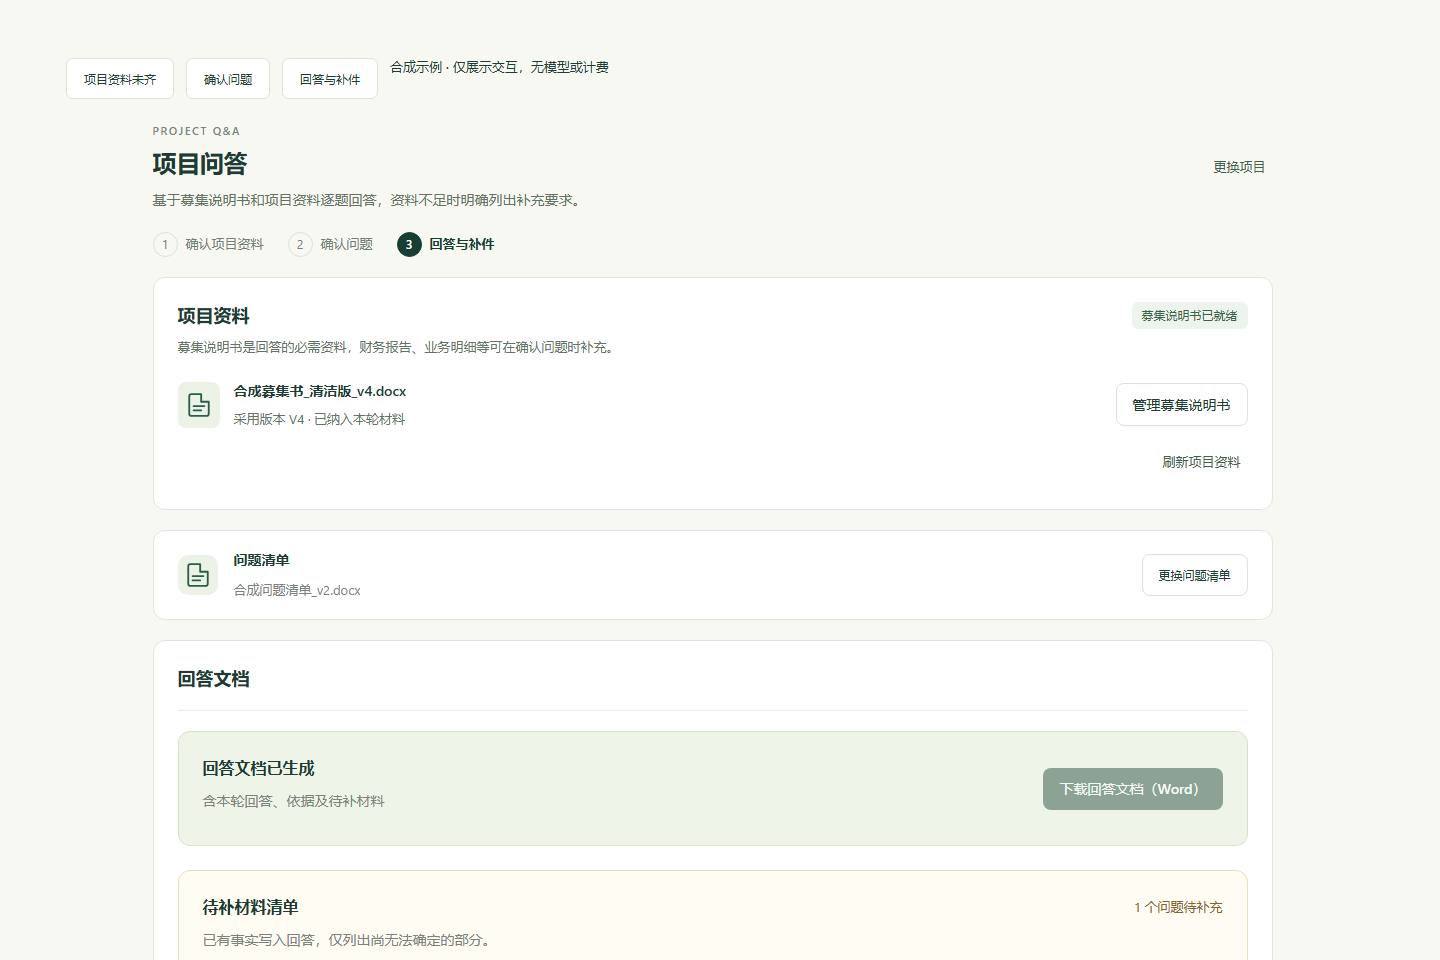 项目资料未齐
确认问题
回答与补件
合成示例 · 仅展示交互，无模型或计费
PROJECT Q&A
项目问答
更换项目
基于募集说明书和项目资料逐题回答，资料不足时明确列出补充要求。
1 确认项目资料
2 确认问题
3 回答与补件
项目资料
募集说明书已就绪
募集说明书是回答的必需资料，财务报告、业务明细等可在确认问题时补充。
合成募集书_清洁版_v4.docx
采用版本 V4 · 已纳入本轮材料
管理募集说明书
刷新项目资料
问题清单
合成问题清单_v2.docx
更换问题清单
回答文档
回答文档已生成
含本轮回答、依据及待补材料
下载回答文档（Word）
待补材料清单
1 个问题待补充
已有事实写入回答，仅列出尚无法确定的部分。